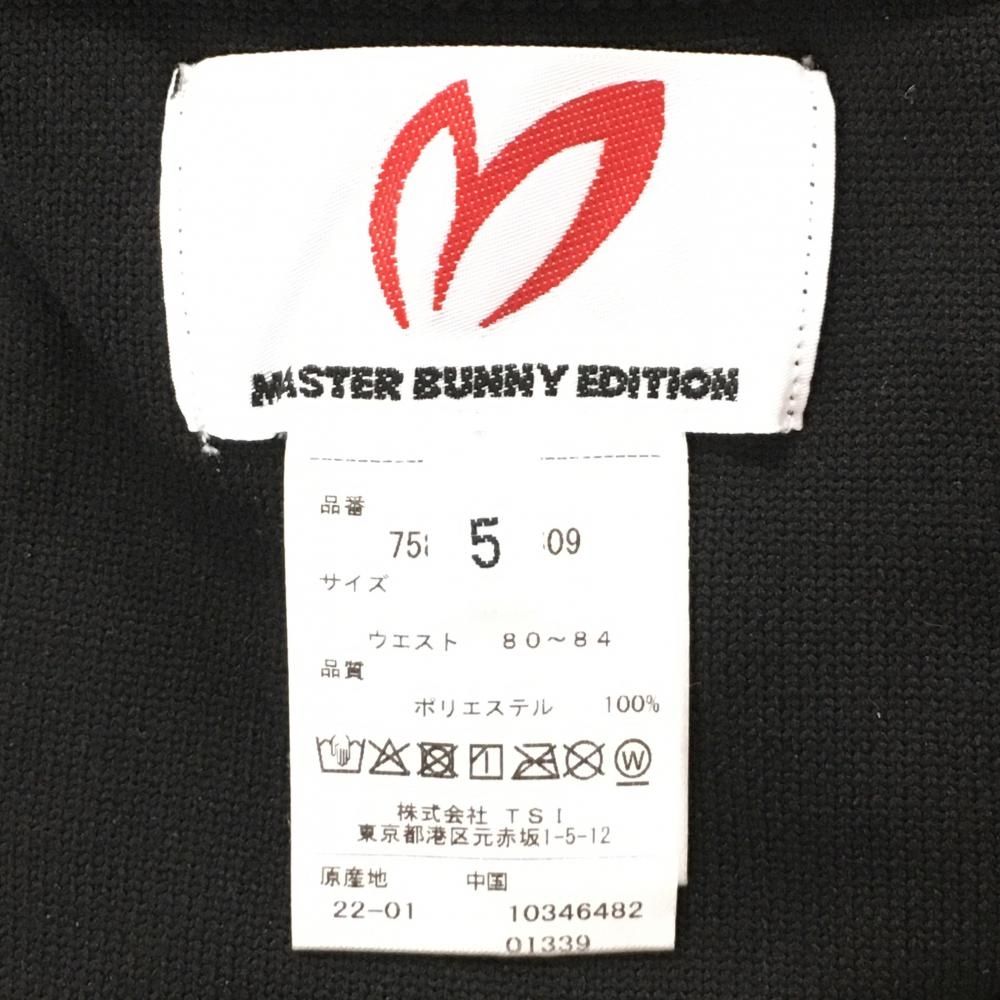 MASTER BUNNY EDITION
品番
75 5 09
サイズ
ウエスト 80～84
品質
ポリエステル 100%
W
株式会社 TSI
東京都港区元赤坂1-5-12
原産地 中国
22-01 10346482
01339